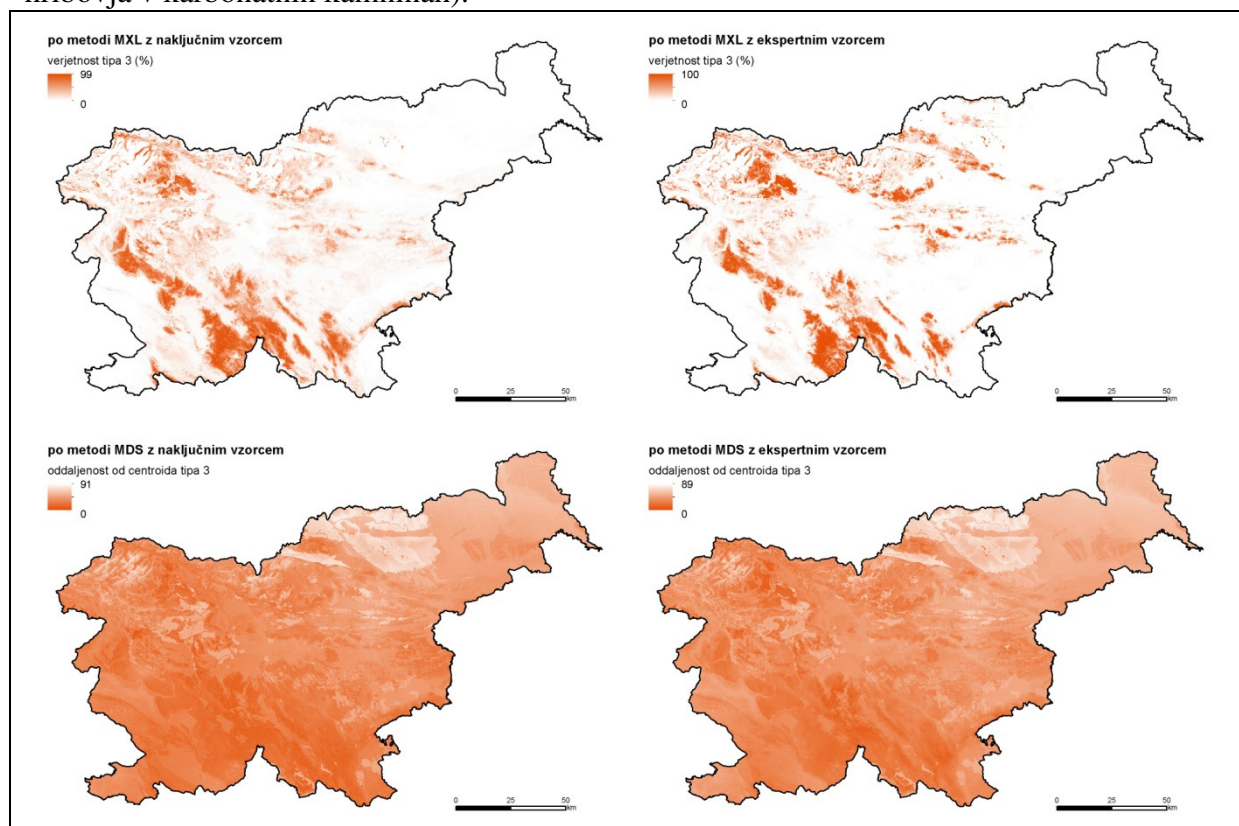 hribovja v karbonatnih kamninah).
po metodi MXL z naključnim vzorcem
verjetnost tipa 3 (%)
99
0
0 25 50
km
po metodi MXL z ekspertnim vzorcem
verjetnost tipa 3 (%)
100
0
0 25 50
km
po metodi MDS z naključnim vzorcem
oddaljenost od centroida tipa 3
91
0
0 25 50
km
po metodi MDS z ekspertnim vzorcem
oddaljenost od centroida tipa 3
89
0
0 25 50
km